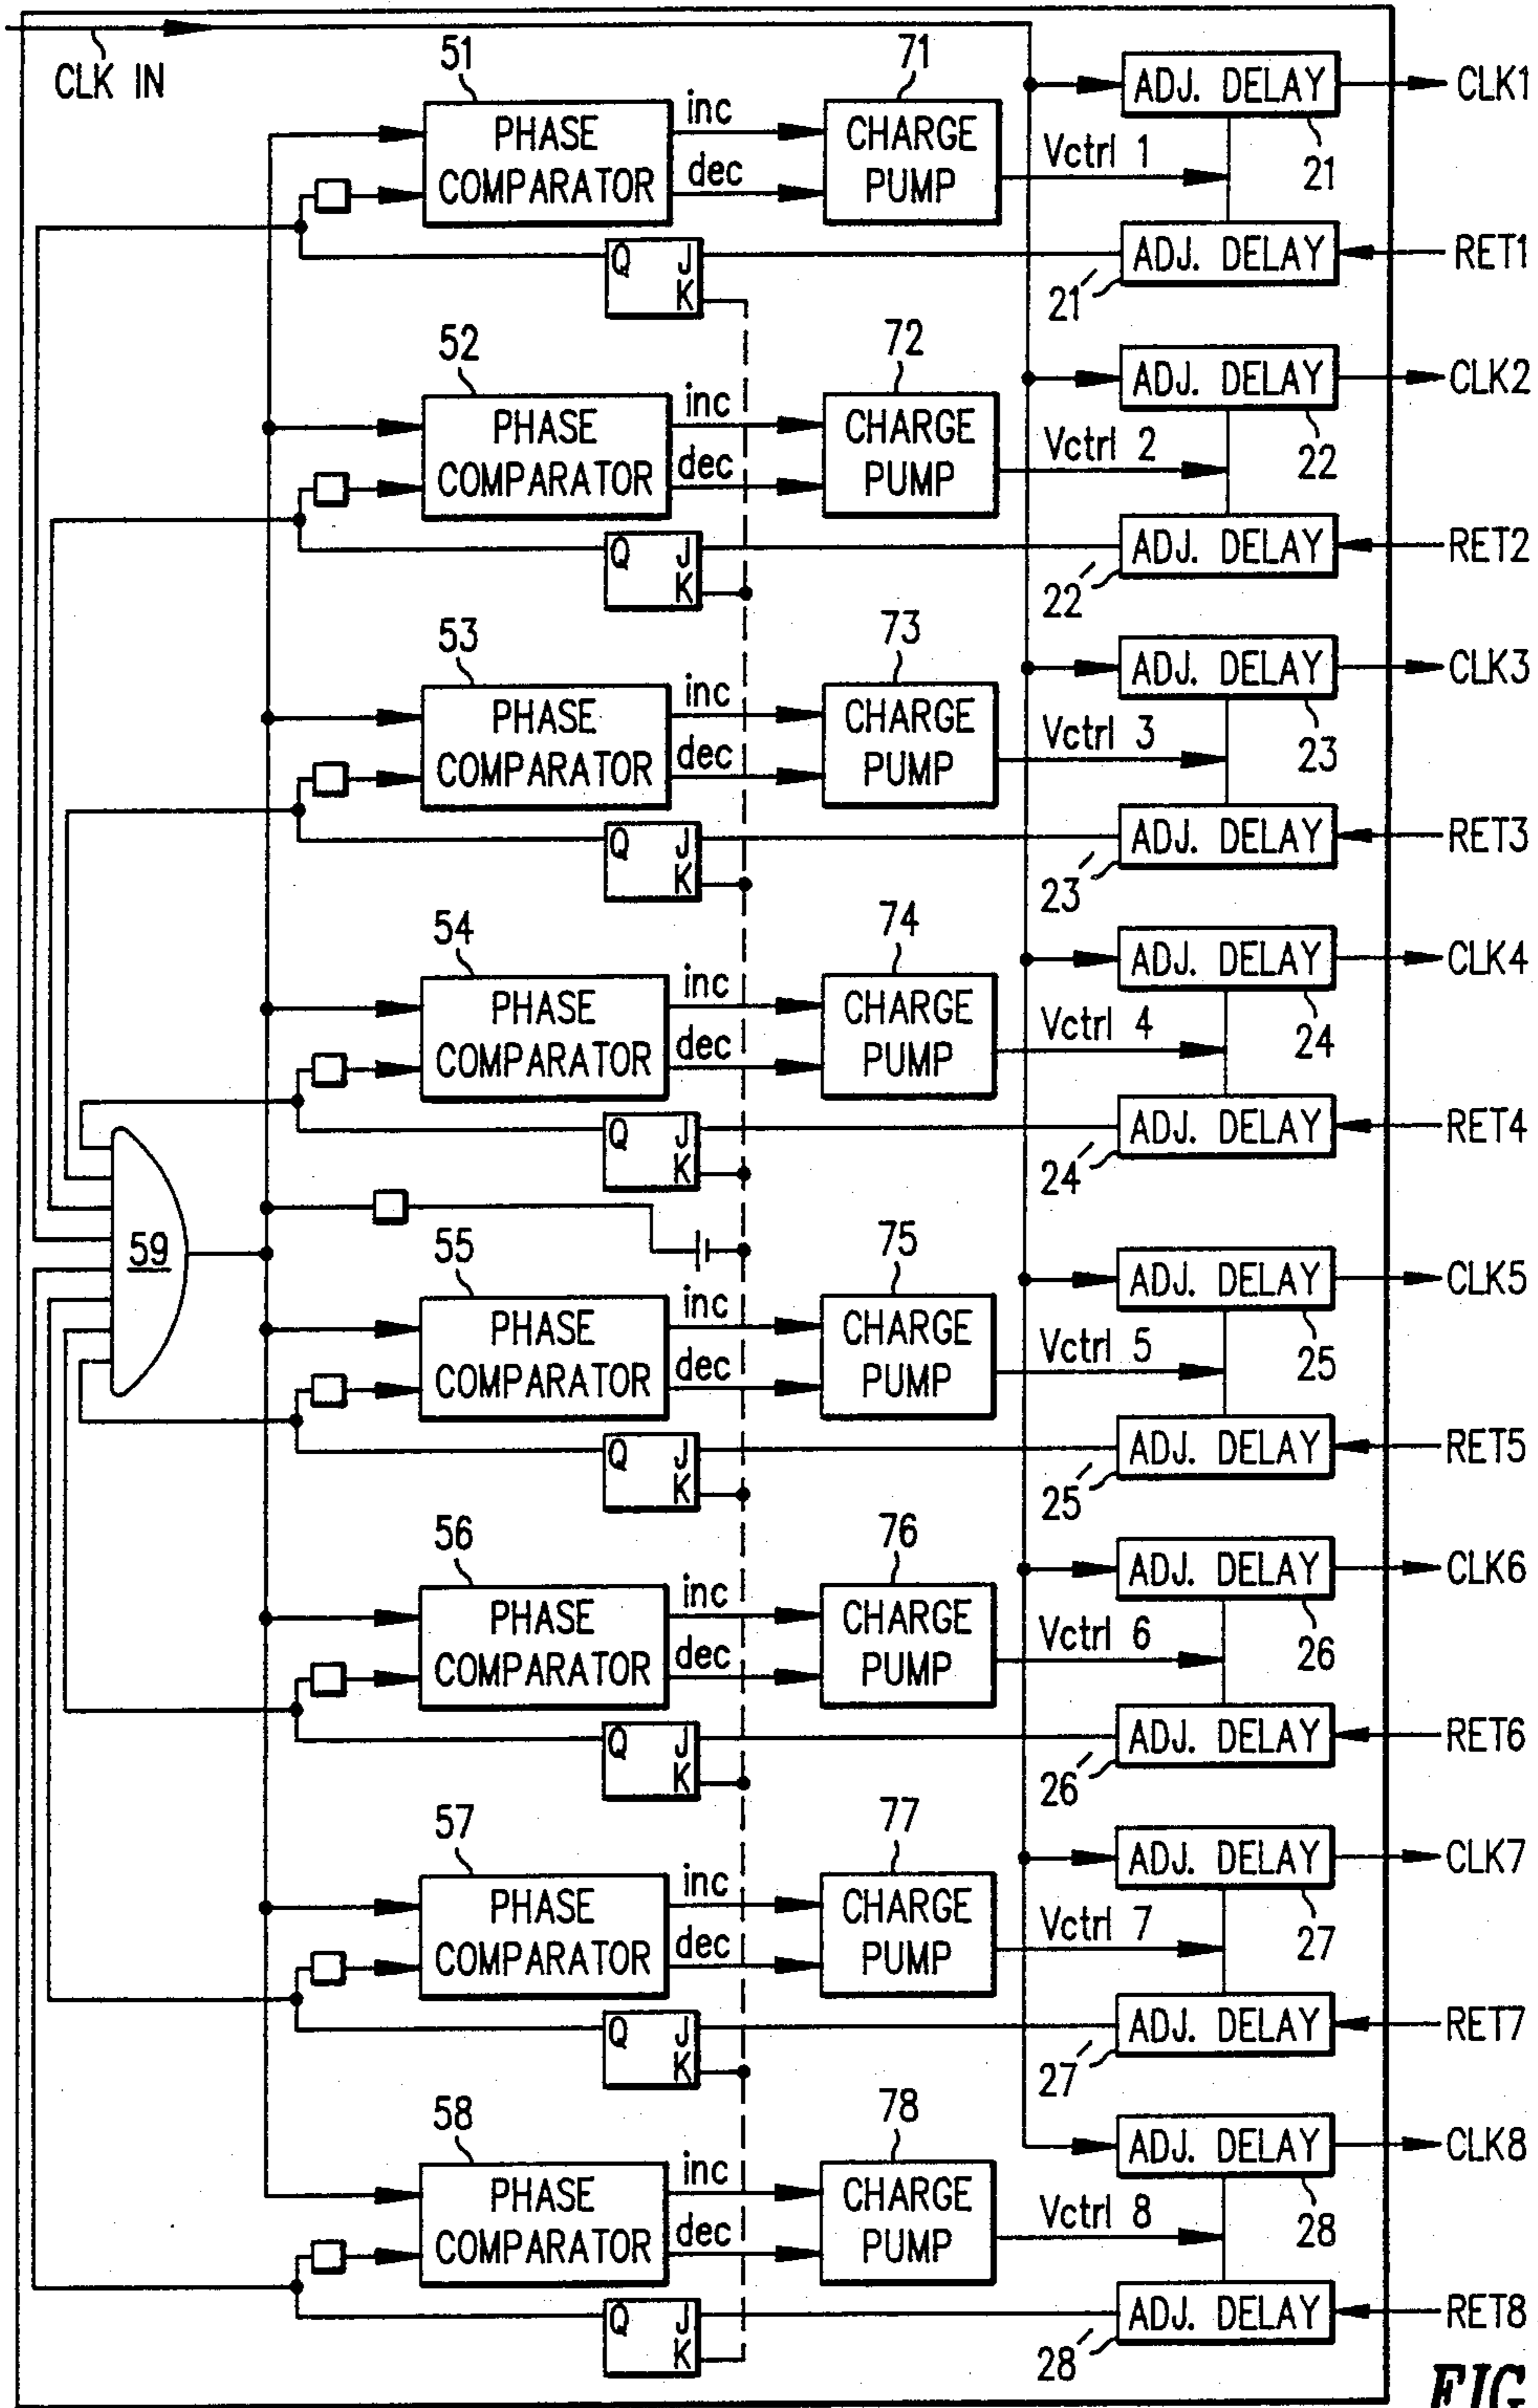 CLK IN
51
71
PHASE COMPARATOR
inc
dec
CHARGE PUMP
Vctrl 1
ADJ. DELAY
21
CLK1
Q J
K
ADJ. DELAY
21'
RET1
52
72
PHASE COMPARATOR
inc
dec
CHARGE PUMP
Vctrl 2
ADJ. DELAY
22
CLK2
Q J
K
ADJ. DELAY
22'
RET2
53
73
PHASE COMPARATOR
inc
dec
CHARGE PUMP
Vctrl 3
ADJ. DELAY
23
CLK3
Q J
K
ADJ. DELAY
23'
RET3
54
74
PHASE COMPARATOR
inc
dec
CHARGE PUMP
Vctrl 4
ADJ. DELAY
24
CLK4
Q J
K
ADJ. DELAY
24'
RET4
59
55
75
PHASE COMPARATOR
inc
dec
CHARGE PUMP
Vctrl 5
ADJ. DELAY
25
CLK5
Q J
K
ADJ. DELAY
25'
RET5
56
76
PHASE COMPARATOR
inc
dec
CHARGE PUMP
Vctrl 6
ADJ. DELAY
26
CLK6
Q J
K
ADJ. DELAY
26'
RET6
57
77
PHASE COMPARATOR
inc
dec
CHARGE PUMP
Vctrl 7
ADJ. DELAY
27
CLK7
Q J
K
ADJ. DELAY
27'
RET7
58
78
PHASE COMPARATOR
inc
dec
CHARGE PUMP
Vctrl 8
ADJ. DELAY
28
CLK8
Q J
K
ADJ. DELAY
28'
RET8
FIG